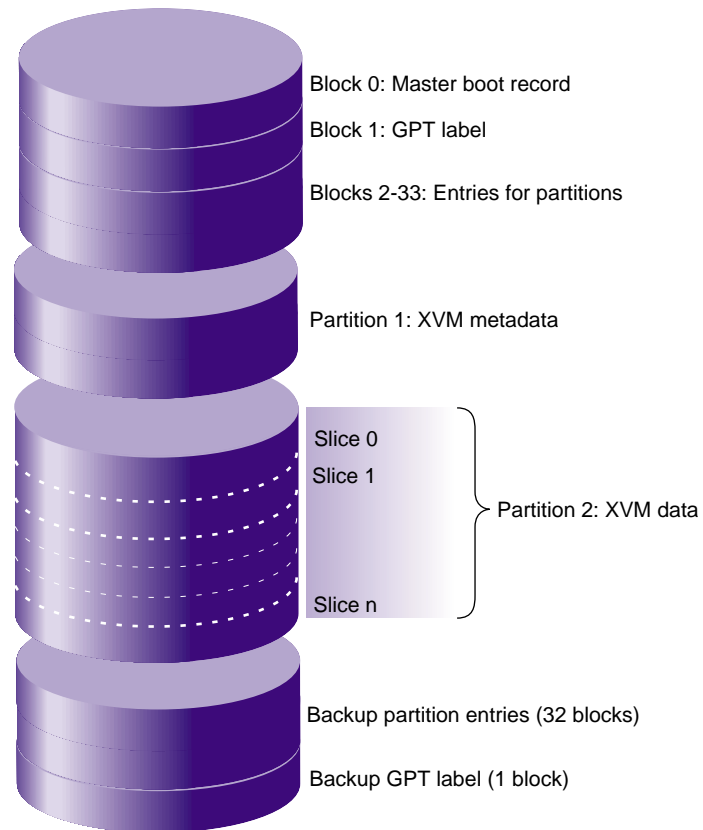 Block 0: Master boot record
Block 1: GPT label
Blocks 2-33: Entries for partitions
Partition 1: XVM metadata
Slice 0
Slice 1
Partition 2: XVM data
Slice n
Backup partition entries (32 blocks)
Backup GPT label (1 block)